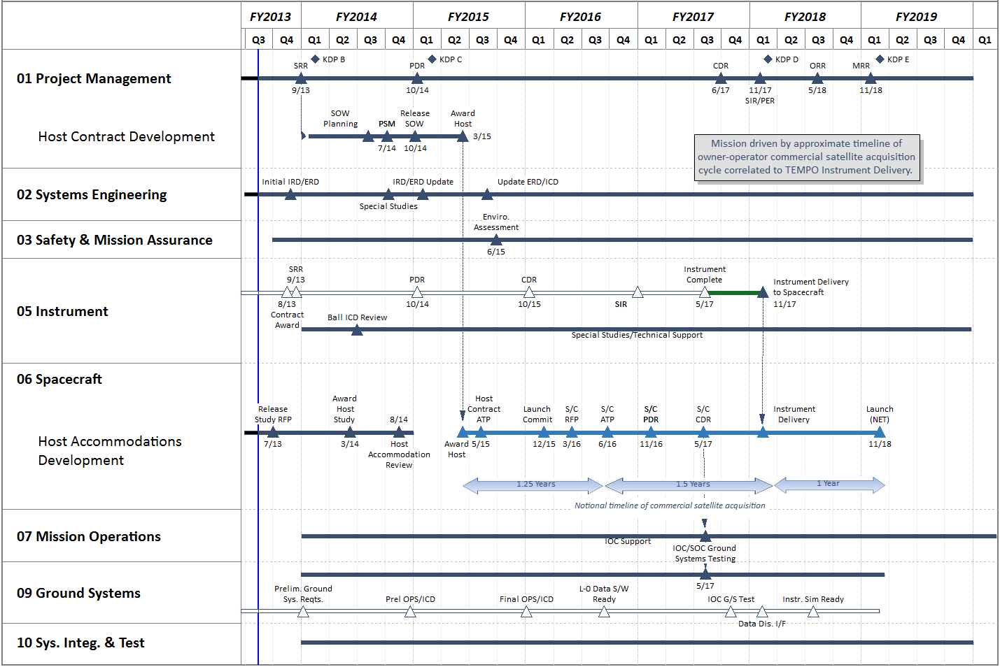 FY2013 FY2014 FY2015 FY2016 FY2017 FY2018 FY2019
Q3 Q4 Q1 Q2 Q3 Q4 Q1 Q2 Q3 Q4 Q1 Q2 Q3 Q4 Q1 Q2 Q3 Q4 Q1 Q2 Q3 Q4 Q1 Q2 Q3 Q4 Q1
KDP B KDP C KDP D KDP E
SRR PDR CDR ORR MRR
01 Project Management
9/13 10/14 6/17 11/17 5/18 11/18
SIR/PER
SOW Release Award
Planning PSM SOW Host
Host Contract Development
3/15
7/14 10/14
Mission driven by approximate timeline of
owner-operator commercial satellite acquisition
cycle correlated to TEMPO Instrument Delivery.
Initial IRD/ERD IRD/ERD Update Update ERD/ICD
02 Systems Engineering
Special Studies
Enviro.
Assessment
03 Safety & Mission Assurance
6/15
SRR Instrument
9/13 PDR CDR Complete
Instrument Delivery
to Spacecraft
8/13 10/14 10/15 SIR 5/17 11/17
Contract
Award
05 Instrument
Ball ICD Review
Special Studies/Technical Support
06 Spacecraft
Release Award Host Launch S/C S/C S/C S/C Instrument Launch
Study RFP Host Contract Commit RFP ATP PDR CDR Delivery (NET)
Study 8/14 ATP
Host Accommodations
Development
7/13 3/14 Host Award 5/15 12/15 3/16 6/16 11/16 5/17 11/18
Accommodation Host
Review
1.25 Years 1.5 Years 1 Year
Notional timeline of commercial satellite acquisition
07 Mission Operations
IOC Support
IOC/SOC Ground
Systems Testing
5/17
09 Ground Systems
Prelim. Ground L-0 Data S/W
Sys. Reqts. Prel OPS/ICD Final OPS/ICD Ready IOC G/S Test Instr. Sim Ready
Data Dis. I/F
10 Sys. Integ. & Test